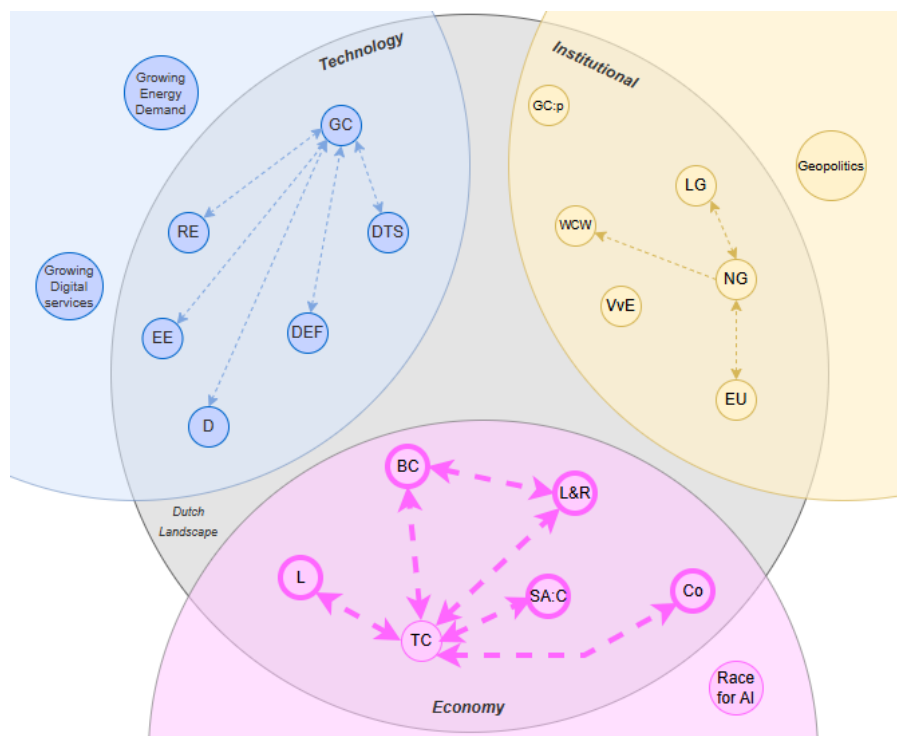 Technology
Institutional
Growing
Energy
Demand
GC
GC:p
Geopolitics
LG
RE
DTS
WCW
Growing
Digital
services
NG
VvE
EE
DEF
EU
D
BC
L&R
Dutch
Landscape
L
SA:C
Co
TC
Race
for AI
Economy